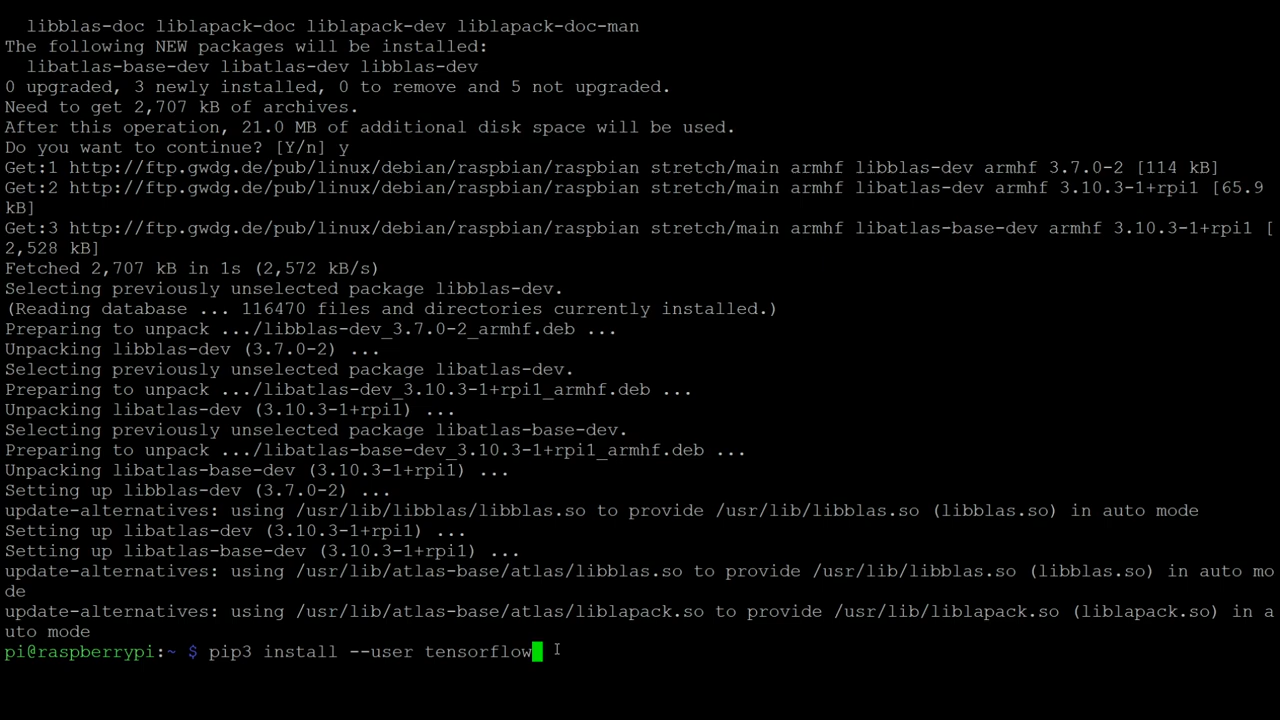 libblas-doc liblapack-doc liblapack-dev liblapack-doc-man
The following NEW packages will be installed:
libatlas-base-dev libatlas-dev libblas-dev
0 upgraded, 3 newly installed, 0 to remove and 5 not upgraded.
Need to get 2,707 kB of archives.
After this operation, 21.0 MB of additional disk space will be used.
Do you want to continue? [Y/n] y
Get:1 http://ftp.gwdg.de/pub/linux/debian/raspbian/raspbian stretch/main armhf libblas-dev armhf 3.7.0-2 [114 kB]
Get:2 http://ftp.gwdg.de/pub/linux/debian/raspbian/raspbian stretch/main armhf libatlas-dev armhf 3.10.3-1+rpi1 [65.9
kB]
Get:3 http://ftp.gwdg.de/pub/linux/debian/raspbian/raspbian stretch/main armhf libatlas-base-dev armhf 3.10.3-1+rpi1 [
2,528 kB]
Fetched 2,707 kB in 1s (2,572 kB/s)
Selecting previously unselected package libblas-dev.
(Reading database ... 116470 files and directories currently installed.)
Preparing to unpack .../libblas-dev_3.7.0-2_armhf.deb ...
Unpacking libblas-dev (3.7.0-2) ...
Selecting previously unselected package libatlas-dev.
Preparing to unpack .../libatlas-dev_3.10.3-1+rpi1_armhf.deb ...
Unpacking libatlas-dev (3.10.3-1+rpi1) ...
Selecting previously unselected package libatlas-base-dev.
Preparing to unpack .../libatlas-base-dev_3.10.3-1+rpi1_armhf.deb ...
Unpacking libatlas-base-dev (3.10.3-1+rpi1) ...
Setting up libblas-dev (3.7.0-2) ...
update-alternatives: using /usr/lib/libblas/libblas.so to provide /usr/lib/libblas.so (libblas.so) in auto mode
Setting up libatlas-dev (3.10.3-1+rpi1) ...
Setting up libatlas-base-dev (3.10.3-1+rpi1) ...
update-alternatives: using /usr/lib/atlas-base/atlas/libblas.so to provide /usr/lib/libblas.so (libblas.so) in auto mo
de
update-alternatives: using /usr/lib/atlas-base/atlas/liblapack.so to provide /usr/lib/liblapack.so (liblapack.so) in a
uto mode
pi@raspberrypi:~ $ pip3 install --user tensorflow